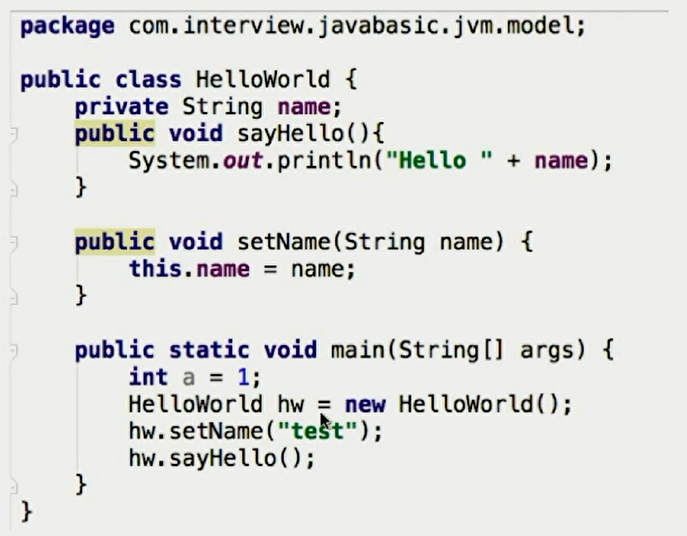 package com.interview.javabasic.jvm.model;
public class HelloWorld {
    private String name;
    public void sayHello(){
        System.out.println("Hello " + name);
    }
    public void setName(String name) {
        this.name = name;
    }
    public static void main(String[] args) {
        int a = 1;
        HelloWorld hw = new HelloWorld();
        hw.setName("test");
        hw.sayHello();
    }
}